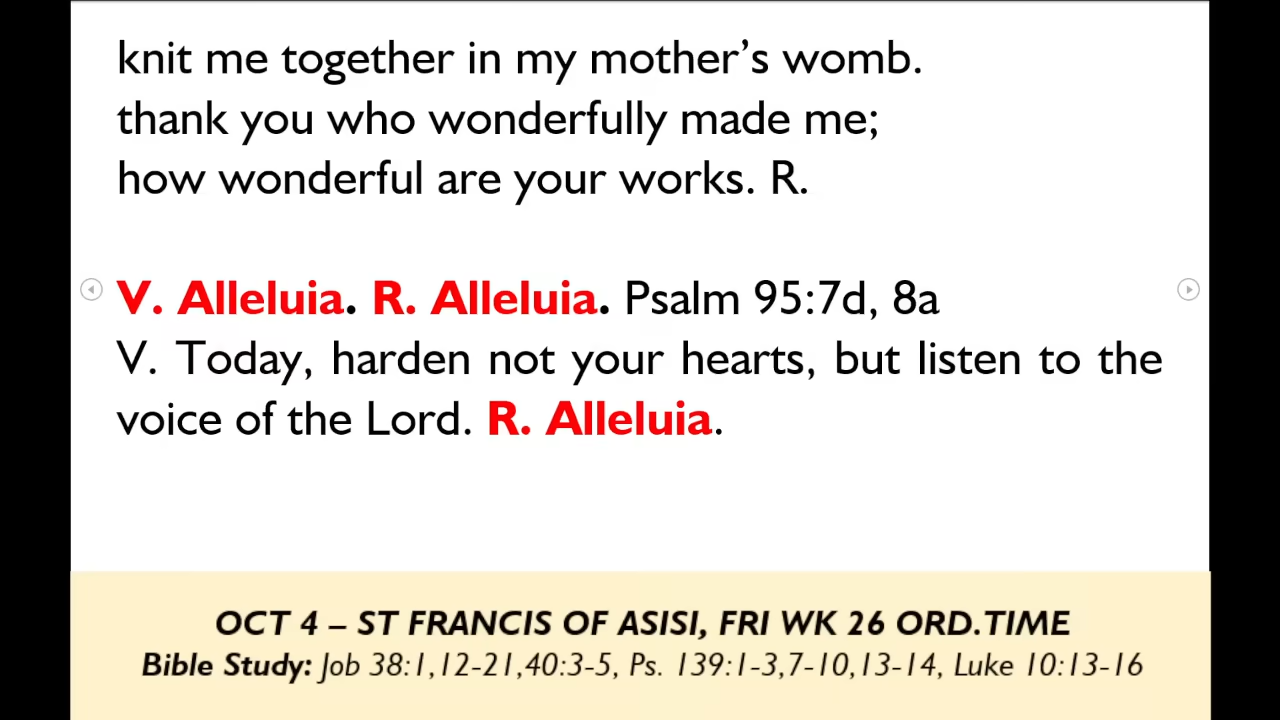 knit me together in my mother’s womb.
thank you who wonderfully made me;
how wonderful are your works. R.
V. Alleluia. R. Alleluia. Psalm 95:7d, 8a
V. Today, harden not your hearts, but listen to the
voice of the Lord. R. Alleluia.
OCT 4 – ST FRANCIS OF ASISI, FRI WK 26 ORD.TIME
Bible Study: Job 38:1,12-21,40:3-5, Ps. 139:1-3,7-10,13-14, Luke 10:13-16